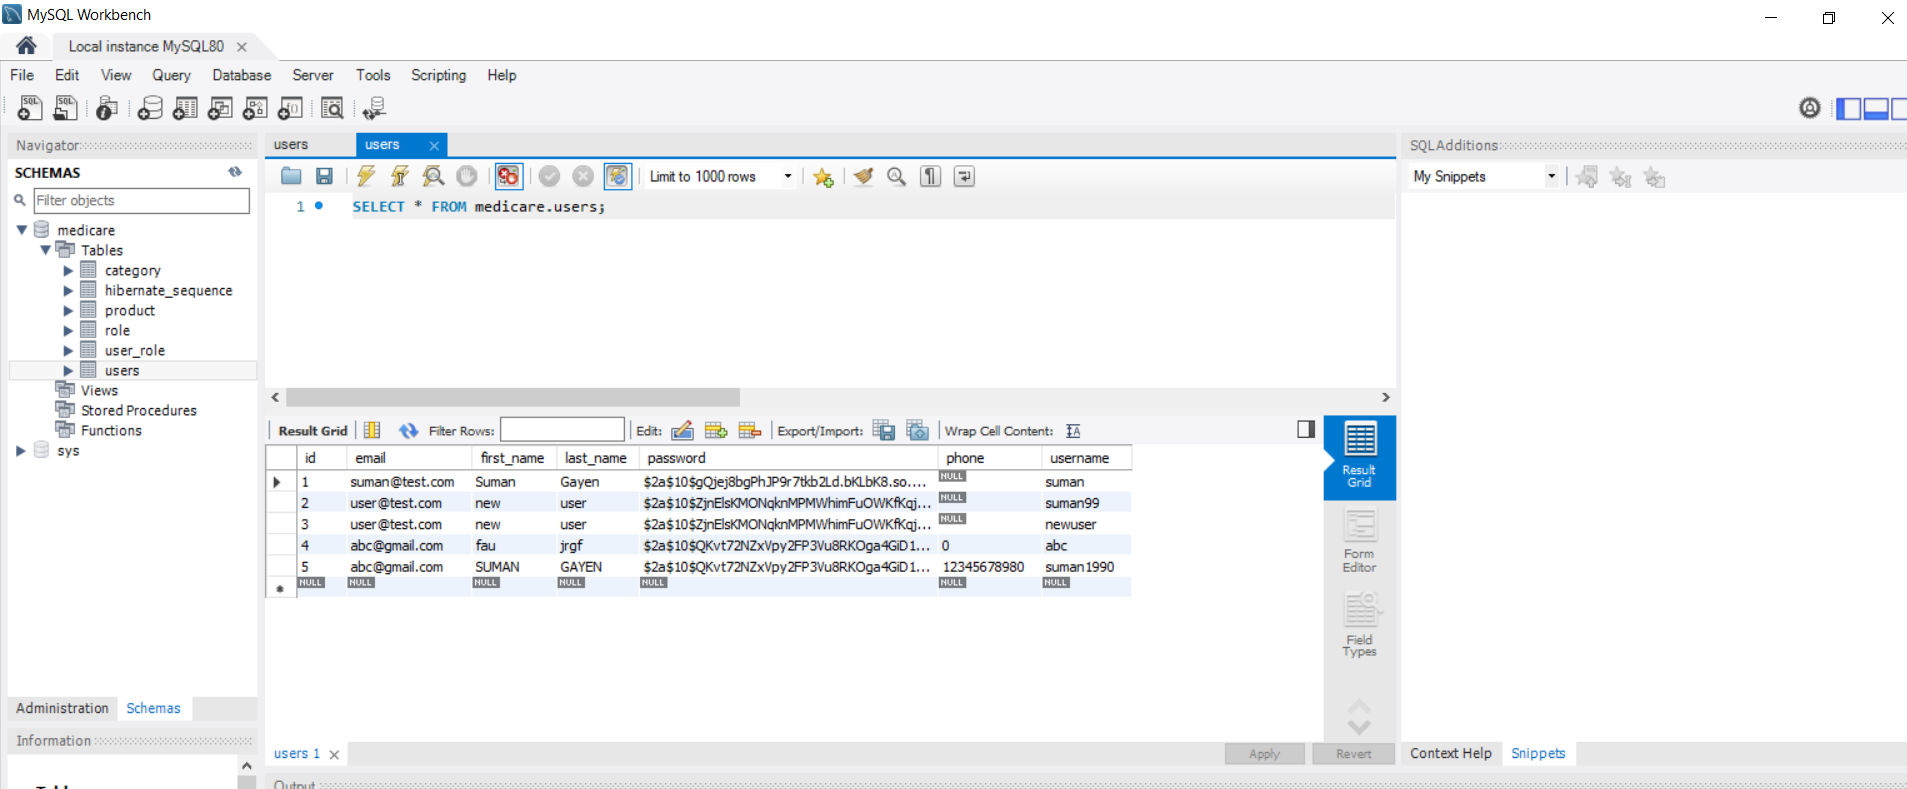 MySQL Workbench
Local instance MySQL80
File Edit View Query Database Server Tools Scripting Help
Navigator
SCHEMAS
Filter objects
medicare
Tables
category
hibernate_sequence
product
role
user_role
users
Views
Stored Procedures
Functions
sys
Administration Schemas
Information
users users
Limit to 1000 rows
1 SELECT * FROM medicare.users;
Result Grid Filter Rows: Edit: Export/Import: Wrap Cell Content:
id email first_name last_name password phone username
1 suman@test.com Suman Gayen $2a$10$gQjej8bgPhJP9r7tkb2Ld.bKLbK8.so.... NULL suman
2 user@test.com new user $2a$10$ZjnElsKMONqknMPMWhimFuOWKfKqj... NULL suman99
3 user@test.com new user $2a$10$ZjnElsKMONqknMPMWhimFuOWKfKqj... NULL newuser
4 abc@gmail.com fau jrgf $2a$10$QKvt72NZxVpy2FP3Vu8RKOga4GiD1... 0 abc
5 abc@gmail.com SUMAN GAYEN $2a$10$QKvt72NZxVpy2FP3Vu8RKOga4GiD1... 12345678980 suman1990
NULL NULL NULL NULL NULL NULL NULL
Result
Grid
Form
Editor
Field
Types
users 1
Apply Revert
Output
SQLAdditions
My Snippets
Context Help Snippets